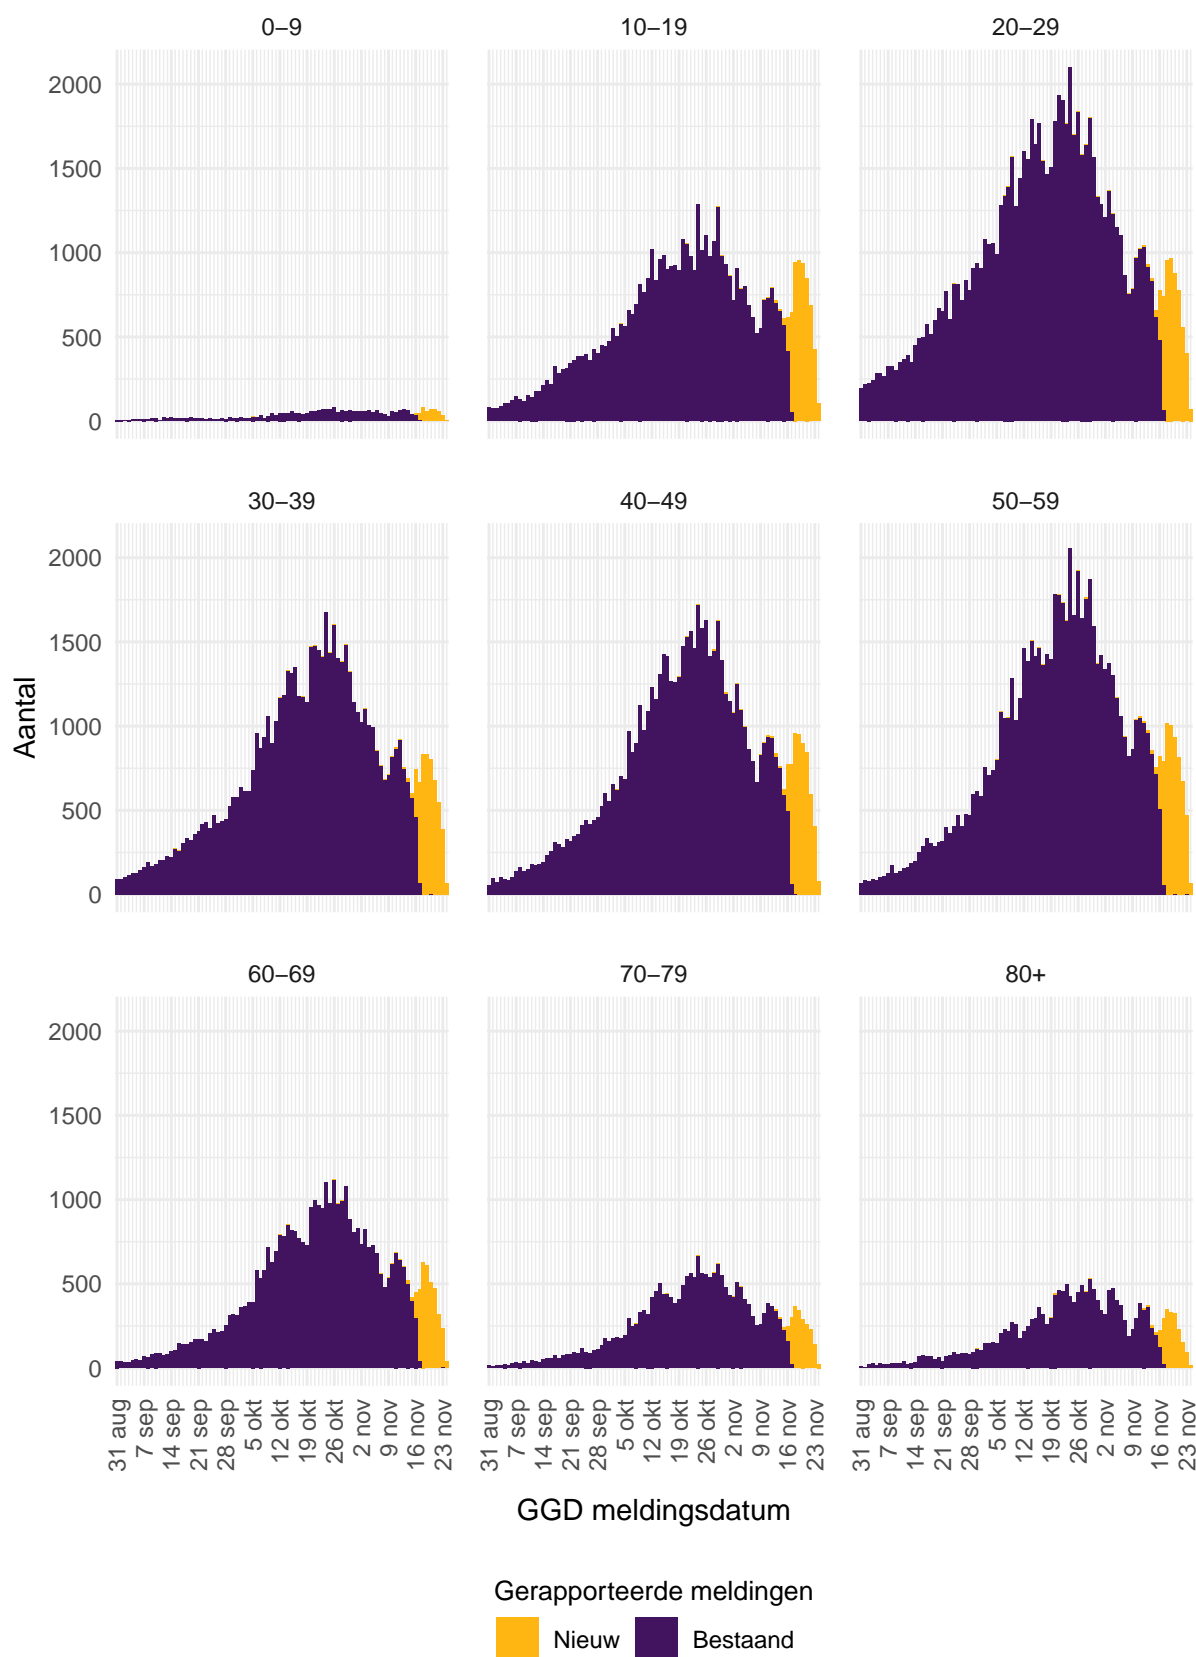 0–9 10–19 20–29
2000
1500
1000
500
0
30–39 40–49 50–59
2000
1500
1000
500
0
Aantal
60–69 70–79 80+
2000
1500
1000
500
0
31 aug 7 sep 14 sep 21 sep 28 sep 5 okt 12 okt 19 okt 26 okt 2 nov 9 nov 16 nov 23 nov
31 aug 7 sep 14 sep 21 sep 28 sep 5 okt 12 okt 19 okt 26 okt 2 nov 9 nov 16 nov 23 nov
31 aug 7 sep 14 sep 21 sep 28 sep 5 okt 12 okt 19 okt 26 okt 2 nov 9 nov 16 nov 23 nov
GGD meldingsdatum
Gerapporteerde meldingen
Nieuw Bestaand